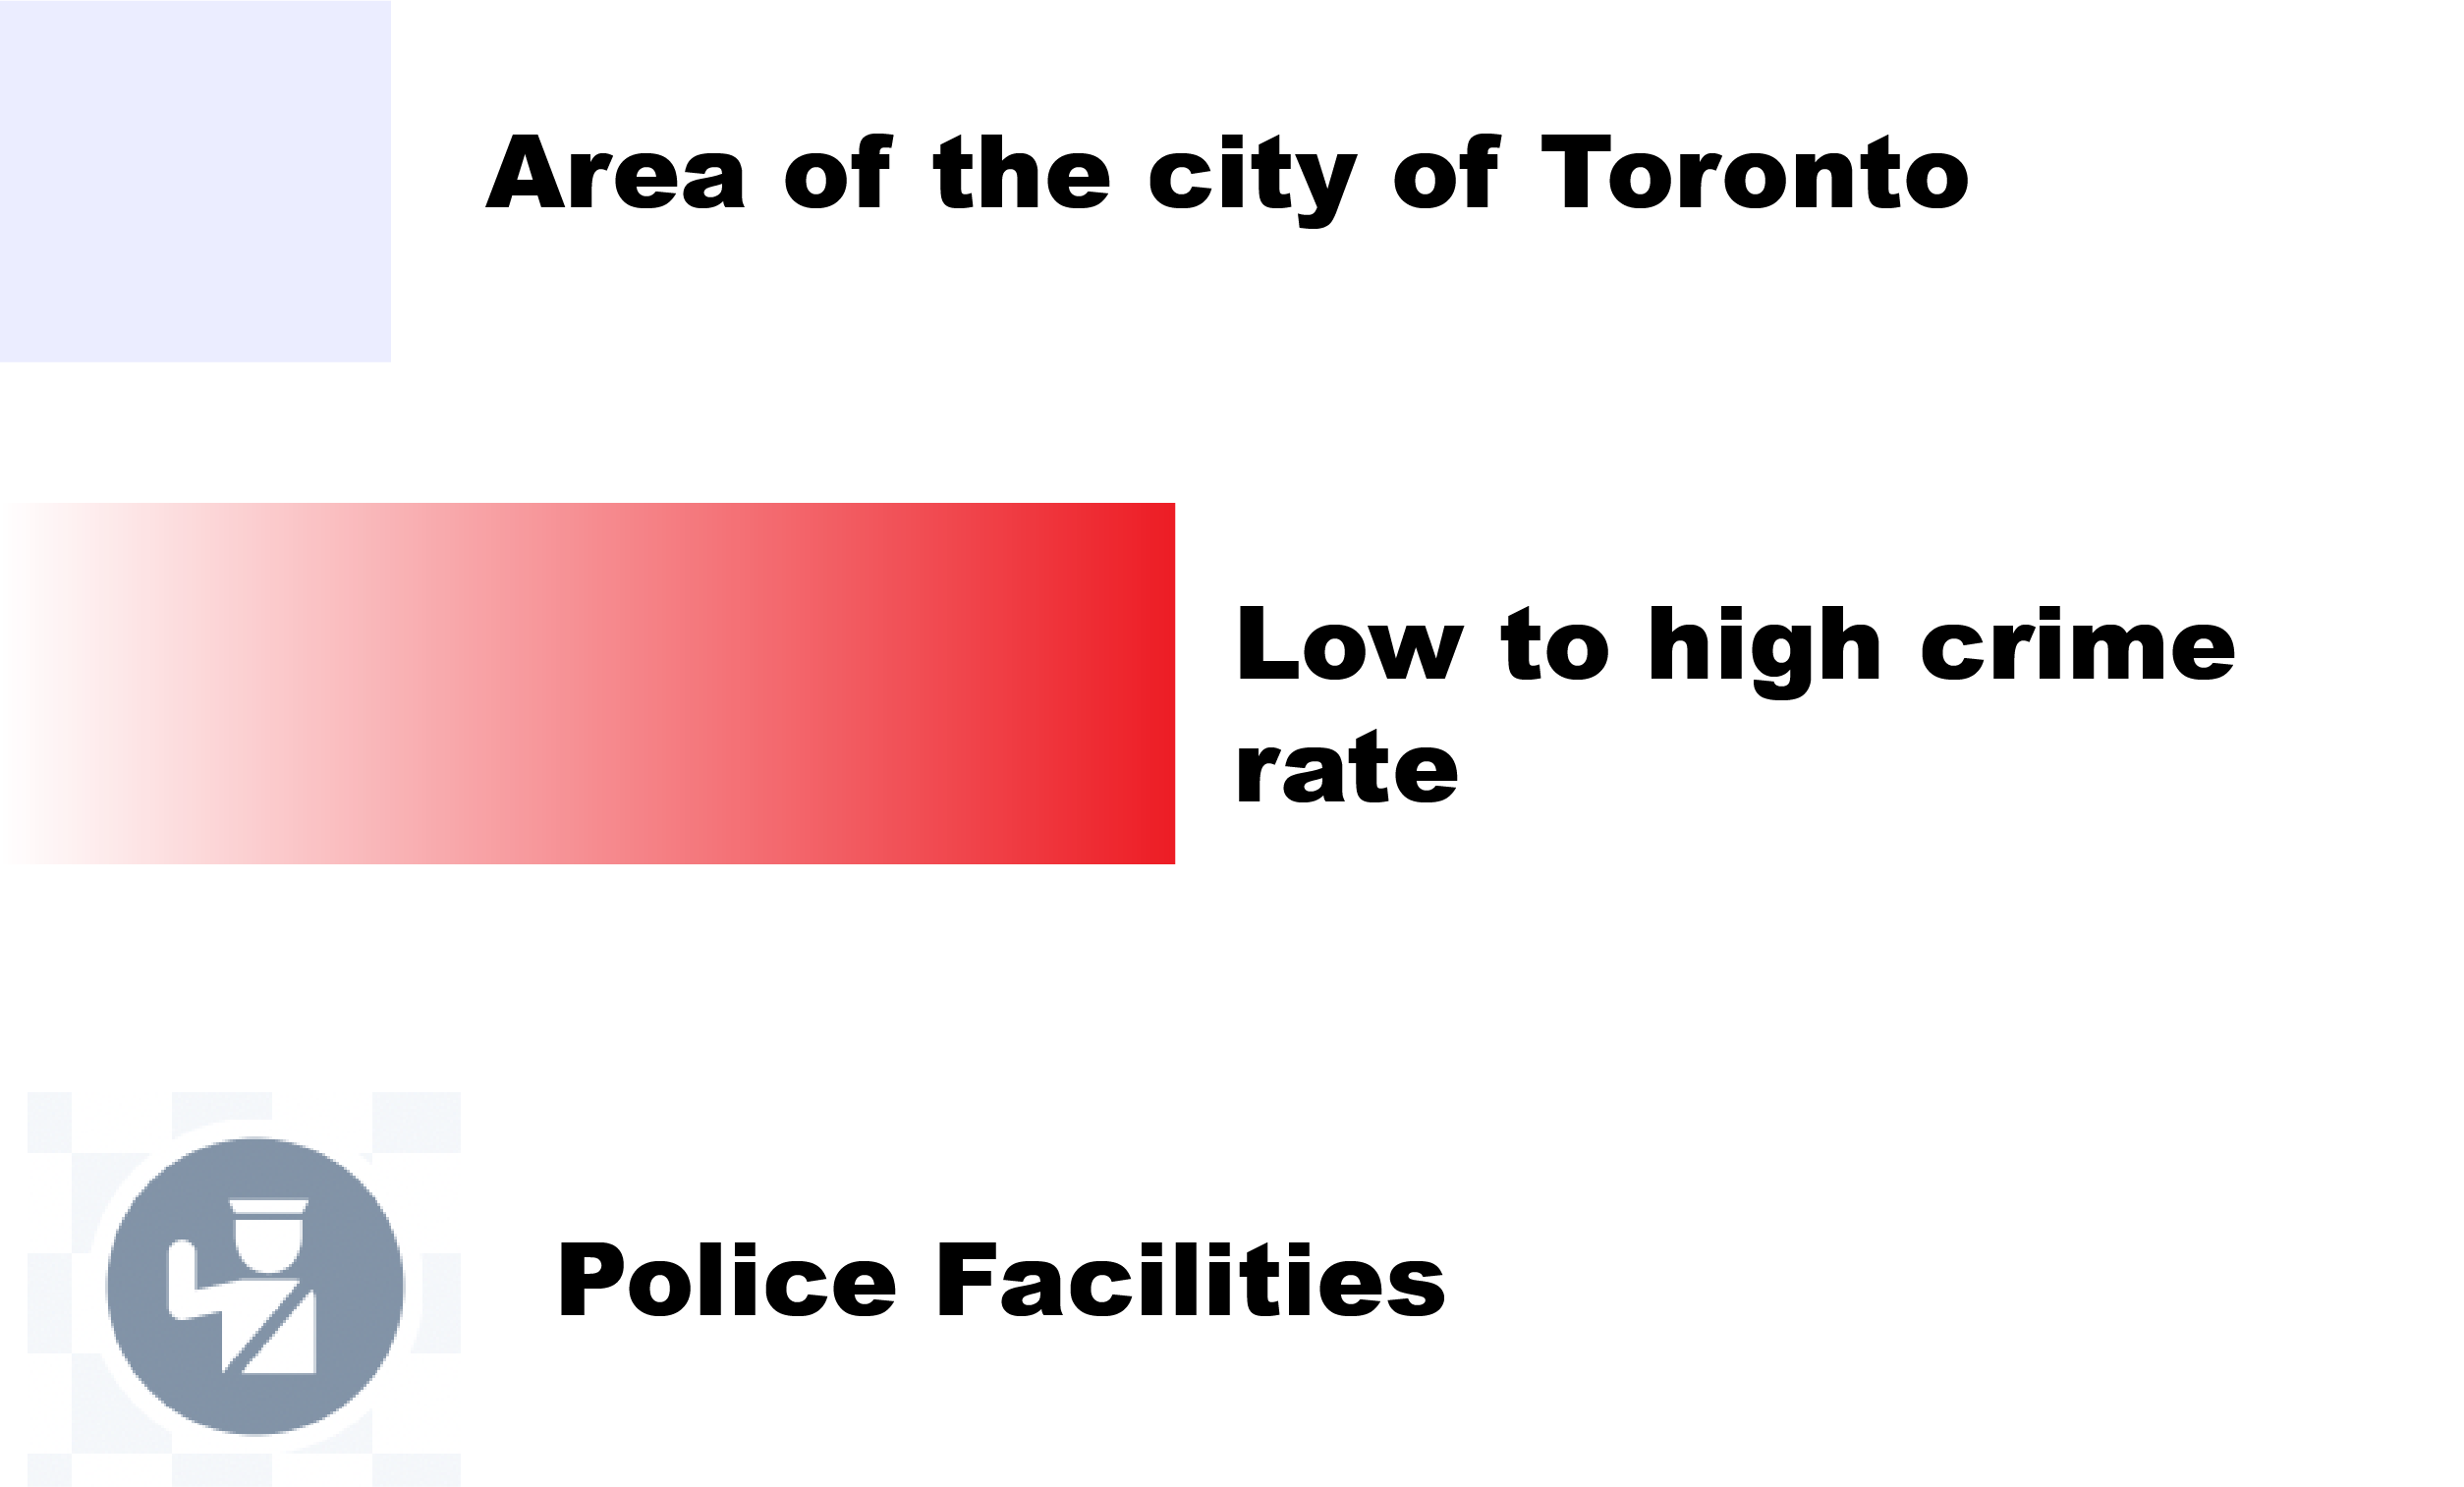 Area of the city of Toronto
Low to high crime
rate
Police Facilities